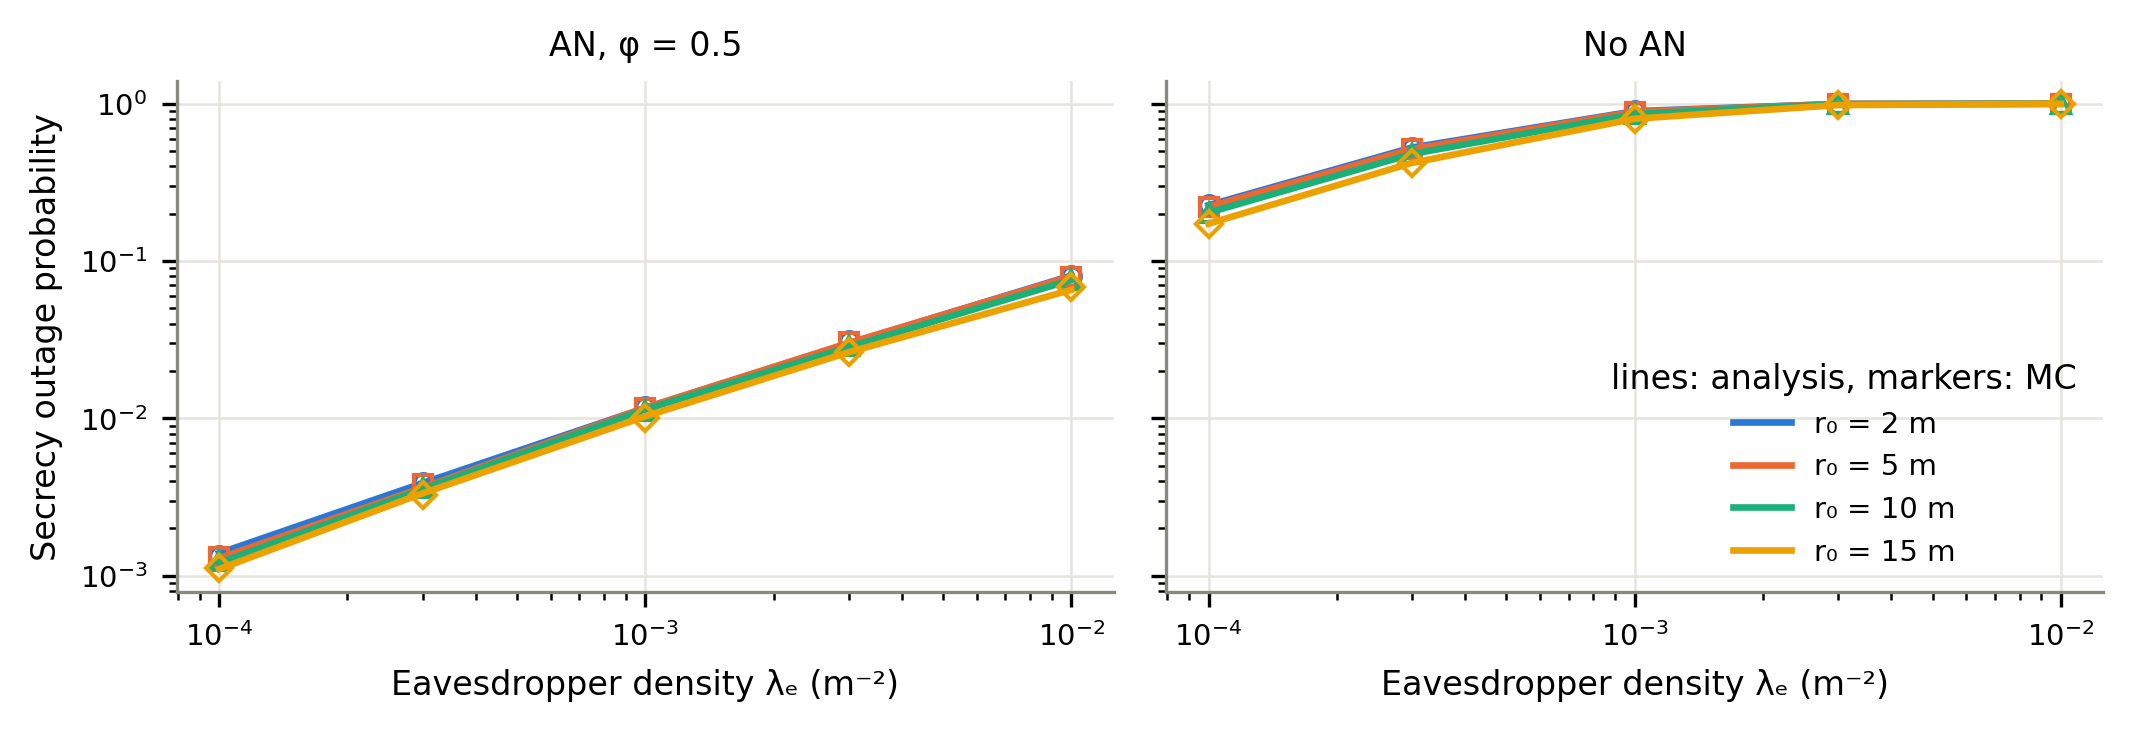 AN, φ = 0.5
Secrecy outage probability
10⁰
10⁻¹
10⁻²
10⁻³
10⁻⁴
10⁻³
10⁻²
Eavesdropper density λₑ (m⁻²)
No AN
lines: analysis, markers: MC
r₀ = 2 m
r₀ = 5 m
r₀ = 10 m
r₀ = 15 m
10⁻⁴
10⁻³
10⁻²
Eavesdropper density λₑ (m⁻²)